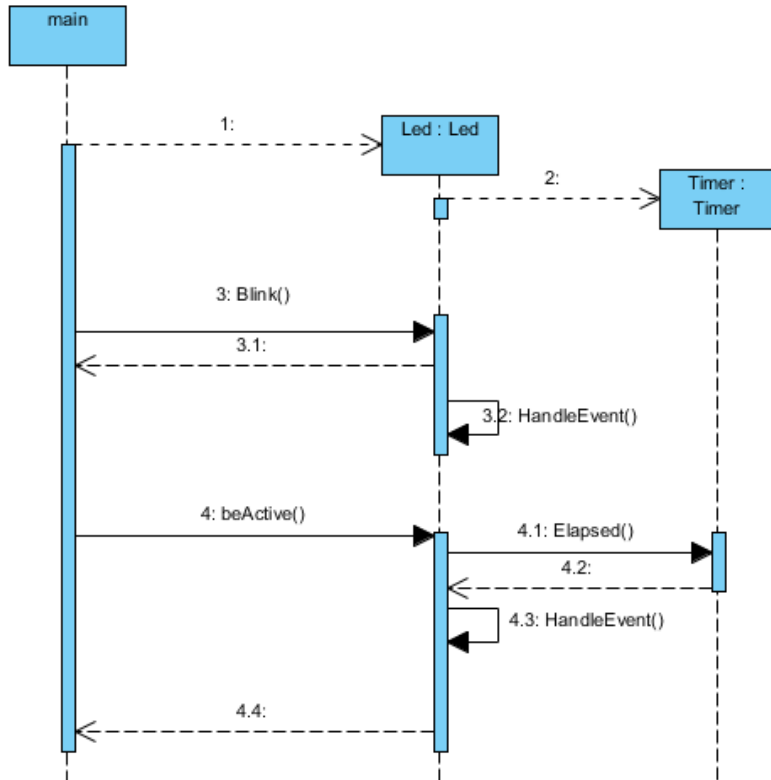 main
1:
Led : Led
2:
Timer :
Timer
3: Blink()
3.1:
3.2: HandleEvent()
4: beActive()
4.1: Elapsed()
4.2:
4.3: HandleEvent()
4.4: